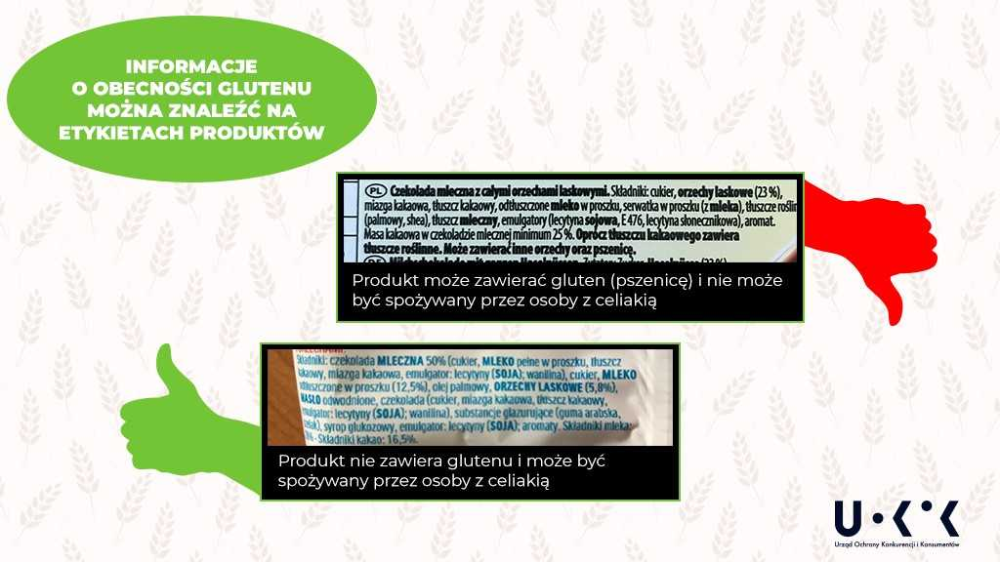 INFORMACJE
O OBECNOŚCI GLUTENU
MOŻNA ZNALEŹĆ NA
ETYKIETACH PRODUKTÓW
PL Czekolada mleczna z całymi orzechami laskowymi. Składniki: cukier, orzechy laskowe (23 %),
miazga kakaowa, tłuszcz kakaowy, odtłuszczone mleko w proszku, serwatka w proszku (z mleka), tłuszcze roślin
(palmowy, shea), tłuszcz mleczny, emulgatory (lecytyna sojowa, E 476, lecytyna słonecznikowa), aromat.
Masa kakaowa w czekoladzie mlecznej minimum 25 %. Oprócz tłuszczu kakaowego zawiera
tłuszcze roślinne. Może zawierać inne orzechy oraz pszenicę.
Produkt może zawierać gluten (pszenicę) i nie może
być spożywany przez osoby z celiakią
Składniki: czekolada MLECZNA 50% (cukier, MLEKO pełne w proszku, tłuszcz
kakaowy, miazga kakaowa, emulgator: lecytyny (SOJA); wanilina), cukier, MLEKO
odtłuszczone w proszku (12,5%), olej palmowy, ORZECHY LASKOWE (5,8%),
MASŁO odwodnione, czekolada (cukier, miazga kakaowa, tłuszcz kakaowy,
emulgator: lecytyny (SOJA); wanilina), substancje glazurujące (guma arabska,
syrop glukozowy, emulgator: lecytyny (SOJA); aromaty. Składniki mleka:
- Składniki kakao: 16,5%.
Produkt nie zawiera glutenu i może być
spożywany przez osoby z celiakią
UOKiK
Urząd Ochrony Konkurencji i Konsumentów